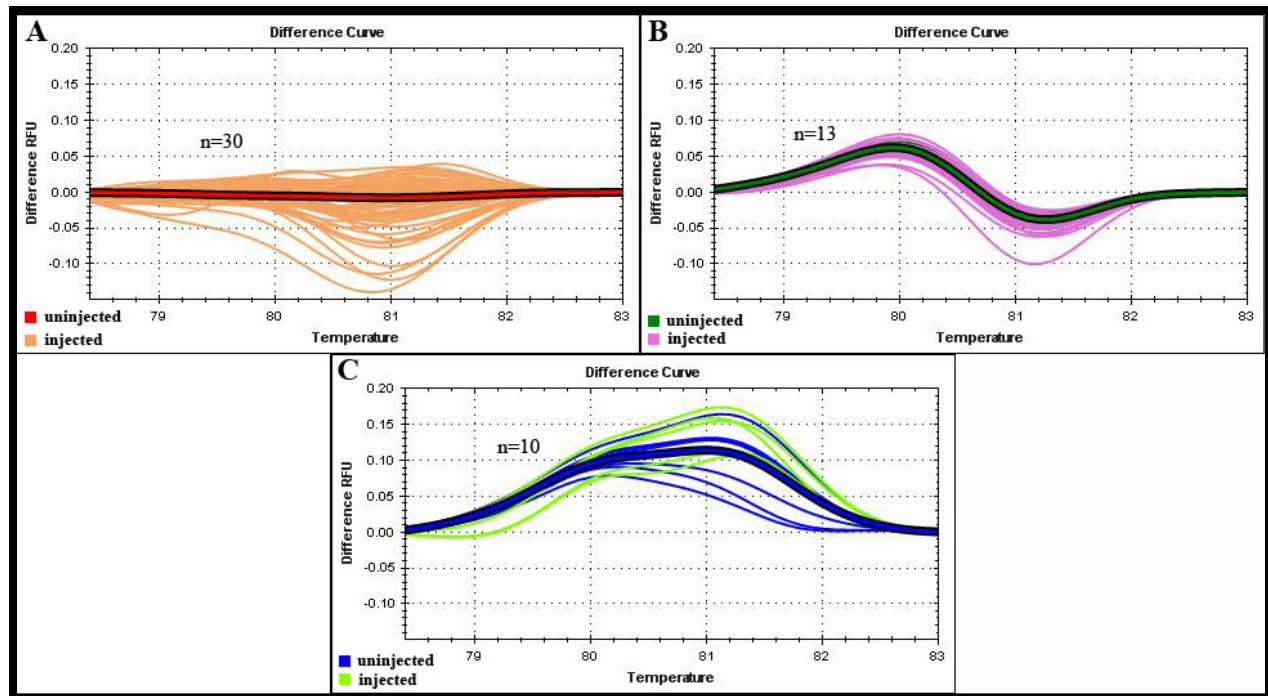 A
Difference Curve
Difference RFU
0.20
0.15
0.10
0.05
0.00
-0.05
-0.10
n=30
79 80 81 82 83
Temperature
uninjected
injected
B
Difference Curve
Difference RFU
0.20
0.15
0.10
0.05
0.00
-0.05
-0.10
n=13
79 80 81 82 83
Temperature
uninjected
injected
C
Difference Curve
Difference RFU
0.20
0.15
0.10
0.05
0.00
-0.05
-0.10
n=10
79 80 81 82 83
Temperature
uninjected
injected